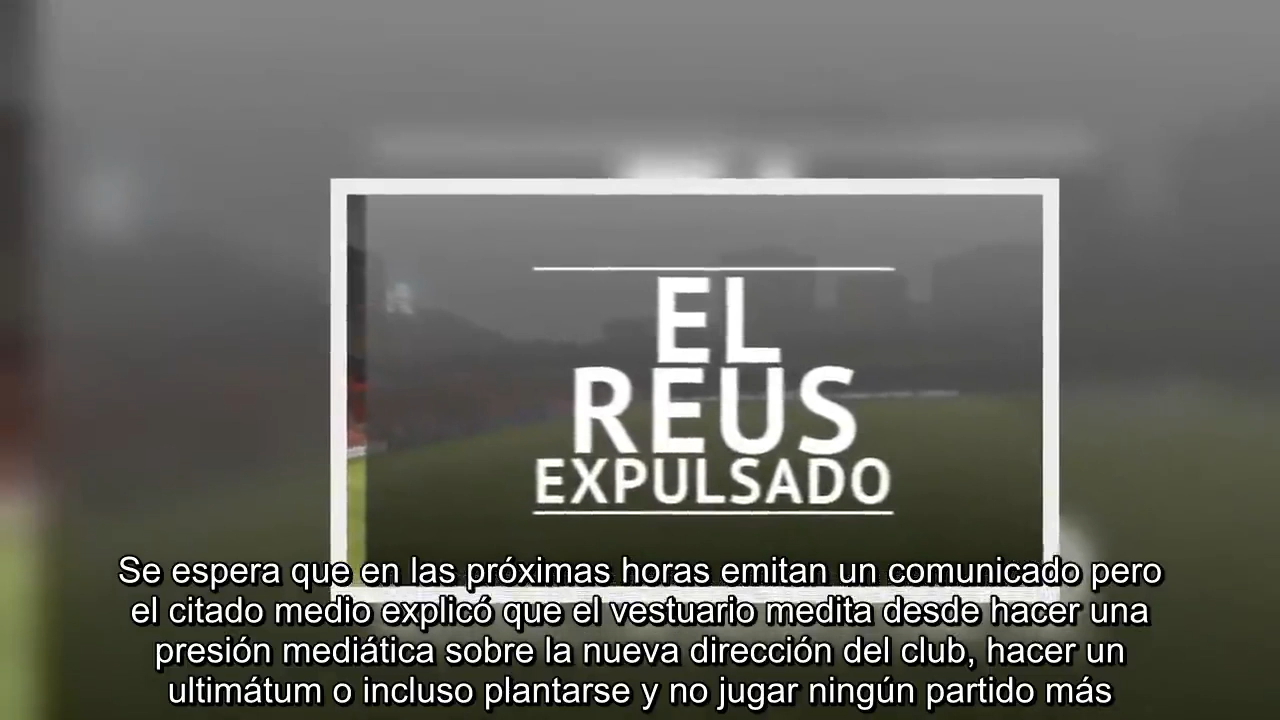 EL
REUS
EXPULSADO
Se espera que en las próximas horas emitan un comunicado pero
el citado medio explicó que el vestuario medita desde hacer una
presión mediática sobre la nueva dirección del club, hacer un
ultimátum o incluso plantarse y no jugar ningún partido más